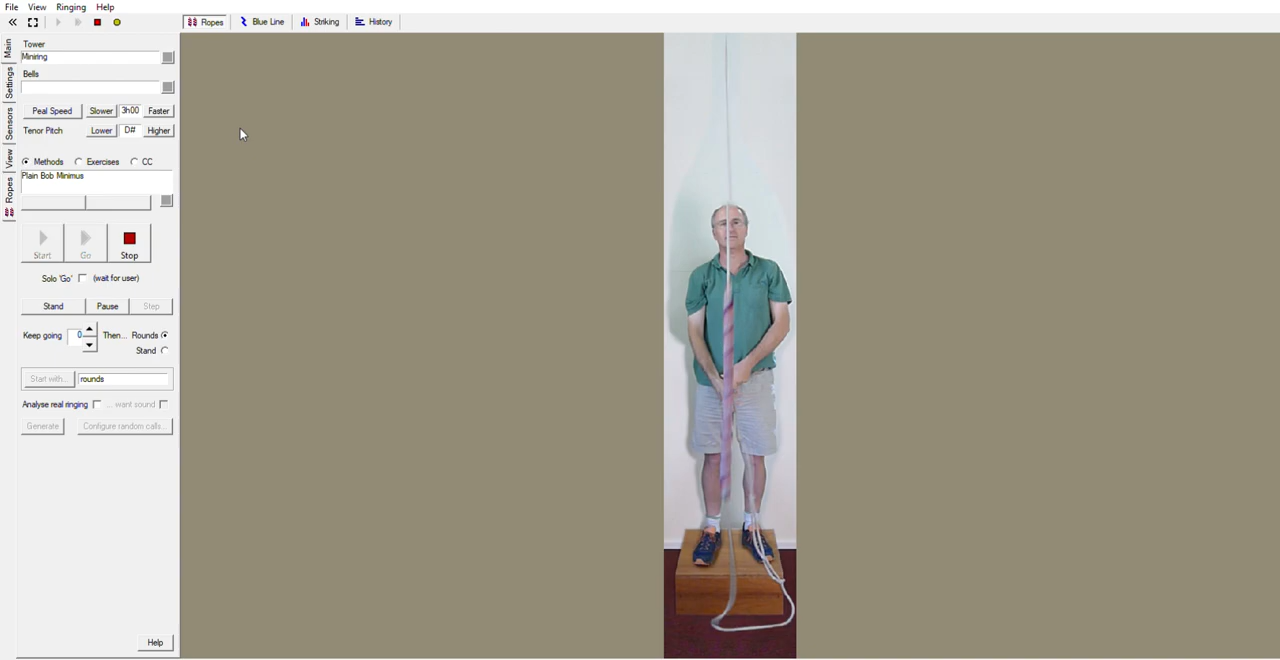 File View Ringing Help
Ropes Blue Line Striking History
Main
Settings
Sensors
View
Ropes
Tower
Miniring
Bells
Peal Speed Slower 3h00 Faster
Tenor Pitch Lower D# Higher
Methods Exercises CC
Plain Bob Minimus
Start Go Stop
Solo 'Go' (wait for user)
Stand Pause Step
Keep going 0 Then... Rounds
Stand
Start with... rounds
Analyse real ringing ... want sound
Generate Configure random calls...
Help